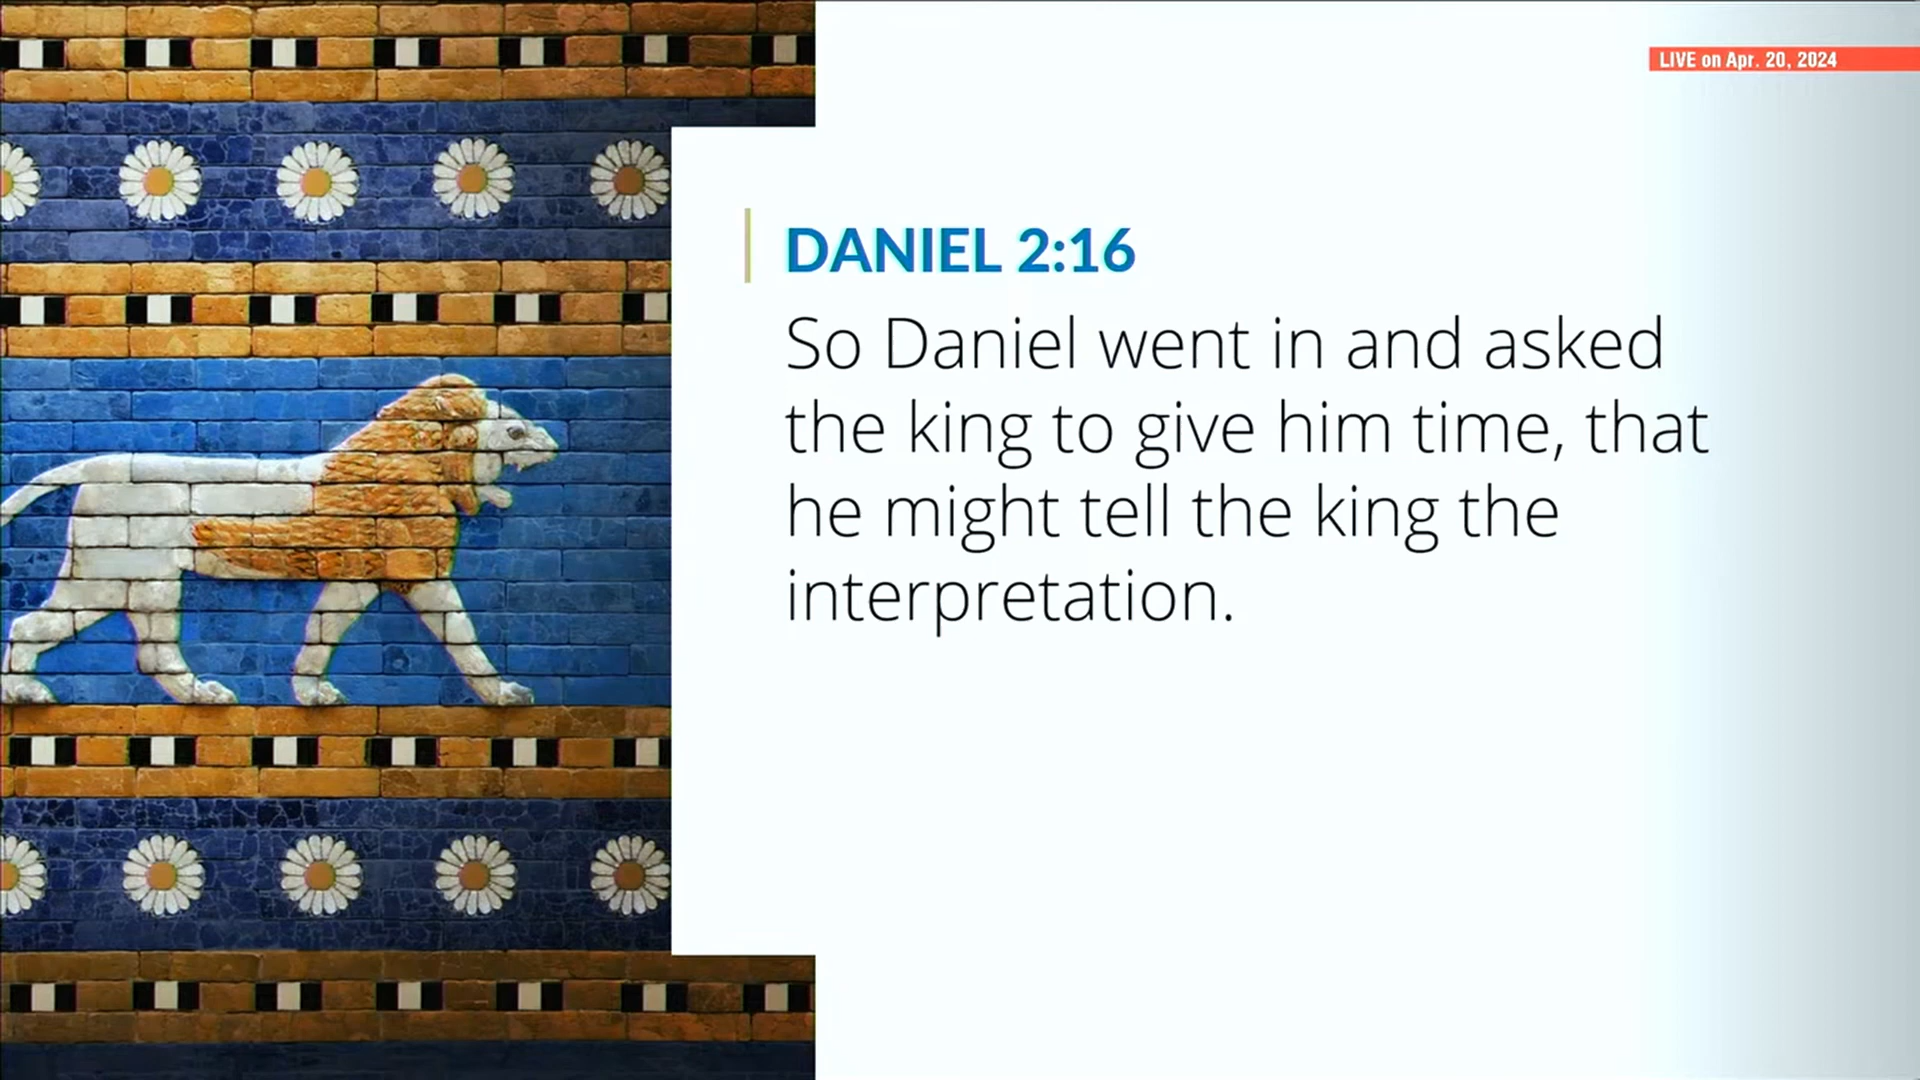 LIVE on Apr. 20, 2024
DANIEL 2:16
So Daniel went in and asked
the king to give him time, that
he might tell the king the
interpretation.